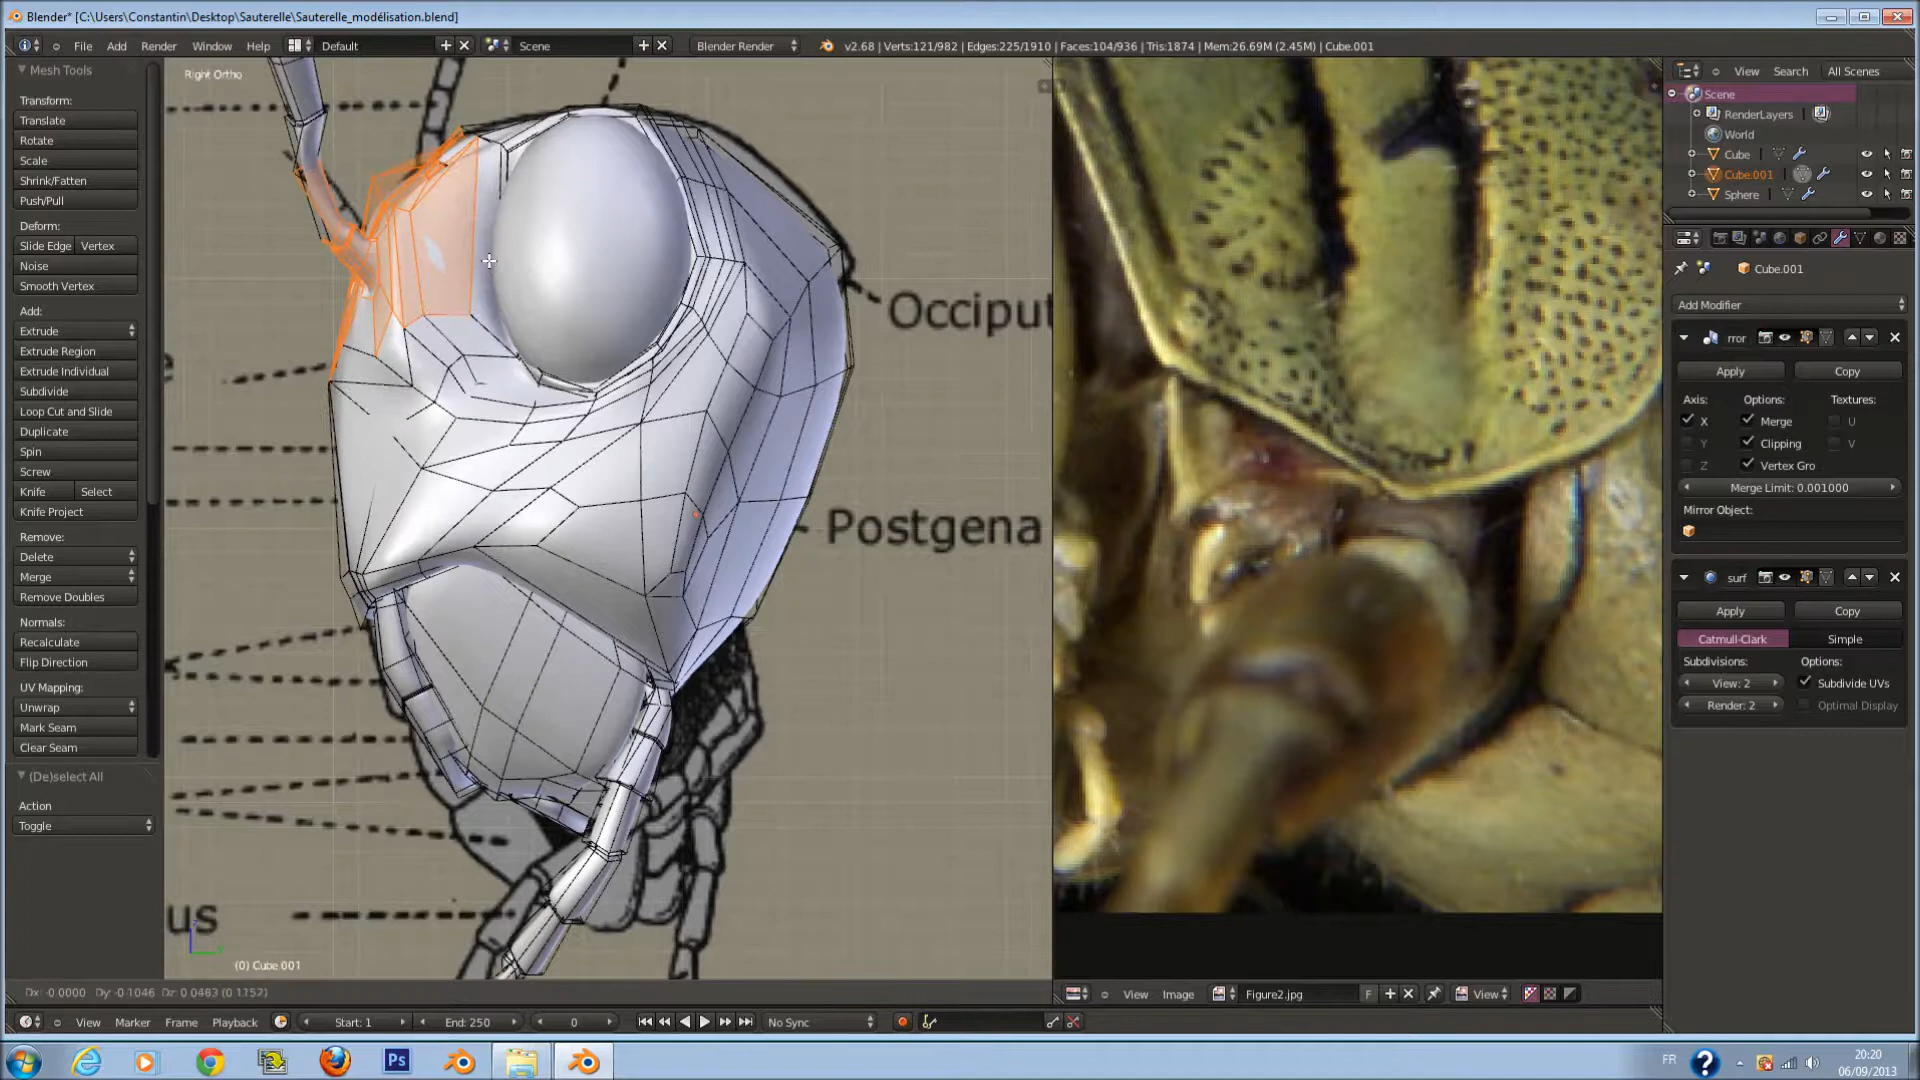 Blender* [C:\Users\Constantin\Desktop\Sauterelle\Sauterelle_modélisation.blend]
File Add Render Window Help Default Scene Blender Render v2.68 | Verts:121/982 | Edges:225/1910 | Faces:104/936 | Tris:1874 | Mem:26.69M (2.45M) | Cube.001
Mesh Tools
Transform:
Translate
Rotate
Scale
Shrink/Fatten
Push/Pull
Deform:
Slide Edge Vertex
Noise
Smooth Vertex
Add:
Extrude
Extrude Region
Extrude Individual
Subdivide
Loop Cut and Slide
Duplicate
Spin
Screw
Knife Select
Knife Project
Remove:
Delete
Merge
Remove Doubles
Normals:
Recalculate
Flip Direction
UV Mapping:
Unwrap
Mark Seam
Clear Seam
(De)select All
Action
Toggle
Right Ortho
Occiput
Postgena
us
(0) Cube.001
Dx: -0.0000 Dy: -0.1046 Dz: 0.0483 (0.1152)
View Image Figure2.jpg F View
View Search All Scenes
Scene
RenderLayers
World
Cube
Cube.001
Sphere
Cube.001
Add Modifier
rror
Apply Copy
Axis: Options: Textures:
X Merge U
Y Clipping V
Z Vertex Gro
Merge Limit: 0.001000
Mirror Object:
surf
Apply Copy
Catmull-Clark Simple
Subdivisions: Options:
View: 2 Subdivide UVs
Render: 2 Optimal Display
View Marker Frame Playback Start: 1 End: 250 0 No Sync
Ps
FR
20:20
06/09/2013